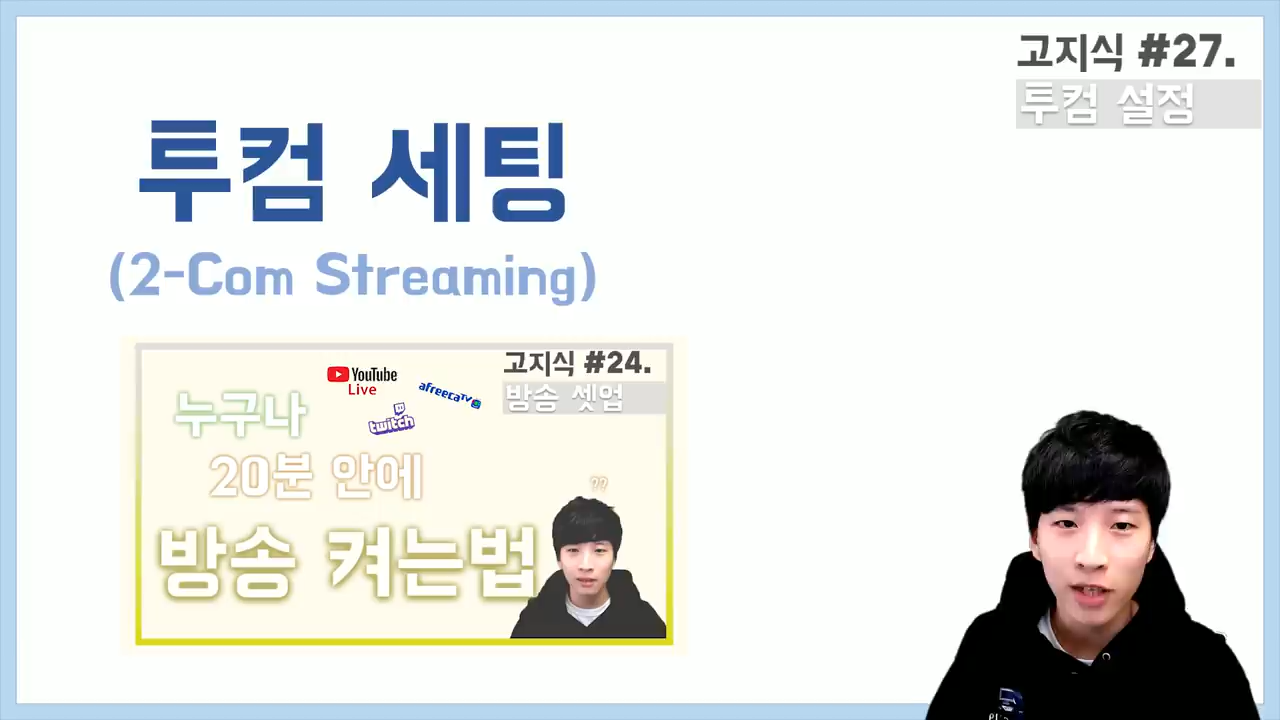 고지식 #27.
투컴 설정
투컴 세팅
(2-Com Streaming)
고지식 #24.
방송 셋업
YouTube
Live
afreecaTV
twitch
누구나
20분 안에
??
방송 켜는법